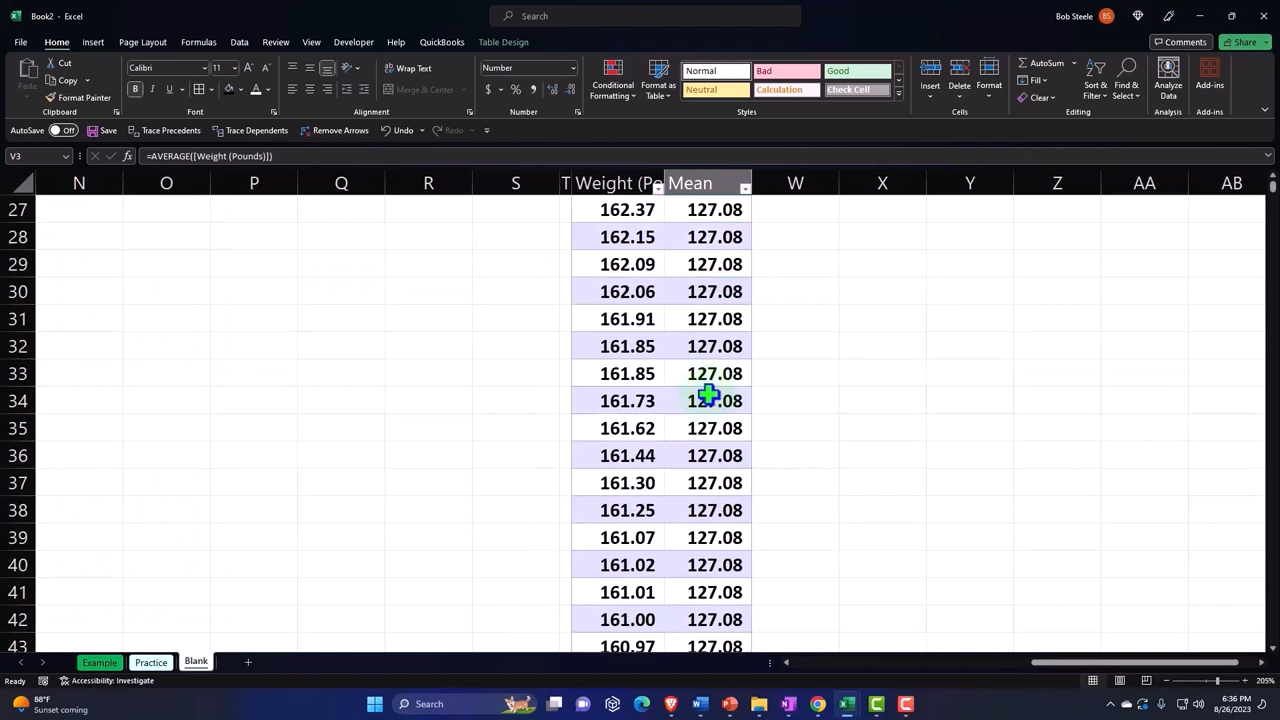 Book2 - Excel
Search
Bob Steele
BS
File
Home
Insert
Page Layout
Formulas
Data
Review
View
Developer
Help
QuickBooks
Table Design
Comments
Share
Cut
Copy
Format Painter
Clipboard
Calibri
11
Font
Wrap Text
Merge & Center
Alignment
Number
Number
Conditional Formatting
Format as Table
Normal
Bad
Good
Neutral
Calculation
Check Cell
Styles
Insert
Delete
Format
Cells
AutoSum
Fill
Clear
Sort & Filter
Find & Select
Editing
Analyze Data
Analysis
Add-ins
Add-ins
AutoSave Off
Save
Trace Precedents
Trace Dependents
Remove Arrows
Undo
Redo
V3
=AVERAGE([Weight (Pounds)])
N O P Q R S T Weight (Po Mean W X Y Z AA AB
27 162.37 127.08
28 162.15 127.08
29 162.09 127.08
30 162.06 127.08
31 161.91 127.08
32 161.85 127.08
33 161.85 127.08
34 161.73 127.08
35 161.62 127.08
36 161.44 127.08
37 161.30 127.08
38 161.25 127.08
39 161.07 127.08
40 161.02 127.08
41 161.01 127.08
42 161.00 127.08
43 160.97 127.08
Example
Practice
Blank
Ready
Accessibility: Investigate
205%
88°F
Sunset coming
Search
6:36 PM
8/26/2023